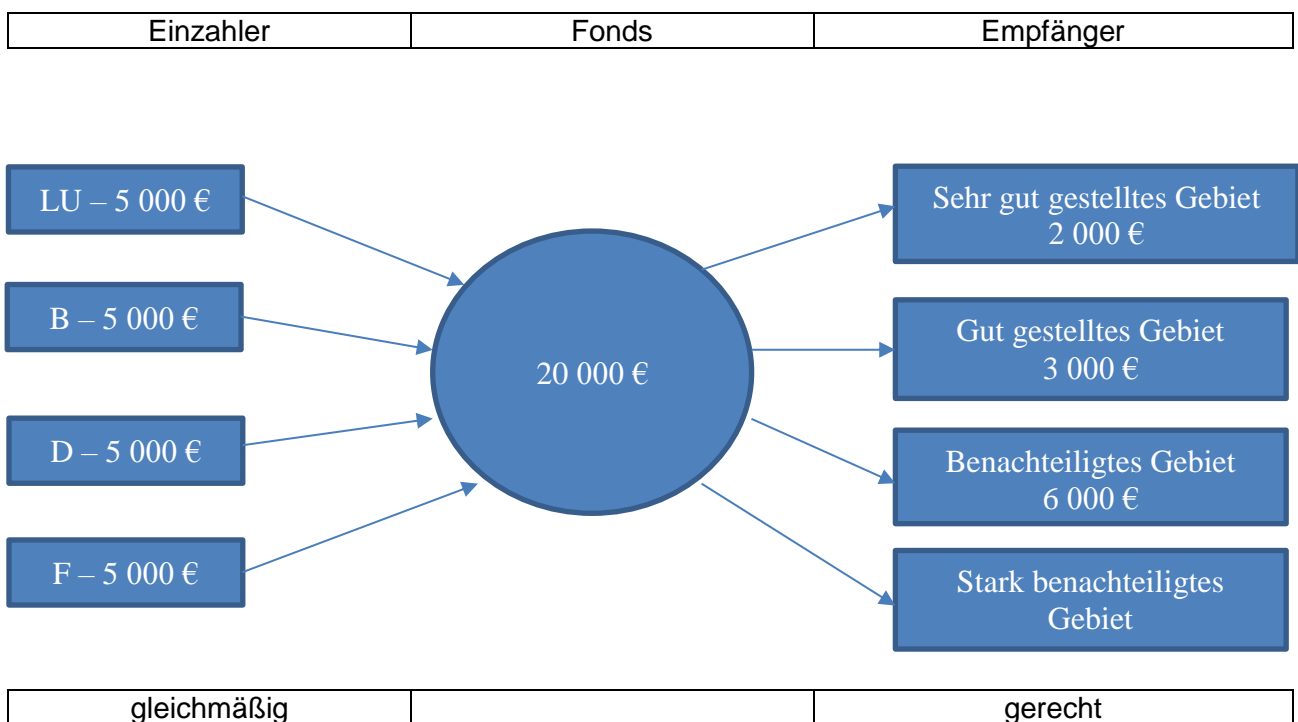 Einzahler
Fonds
Empfänger
LU – 5 000 €
B – 5 000 €
D – 5 000 €
F – 5 000 €
20 000 €
Sehr gut gestelltes Gebiet
2 000 €
Gut gestelltes Gebiet
3 000 €
Benachteiligtes Gebiet
6 000 €
Stark benachteiligtes
Gebiet
gleichmäßig
gerecht